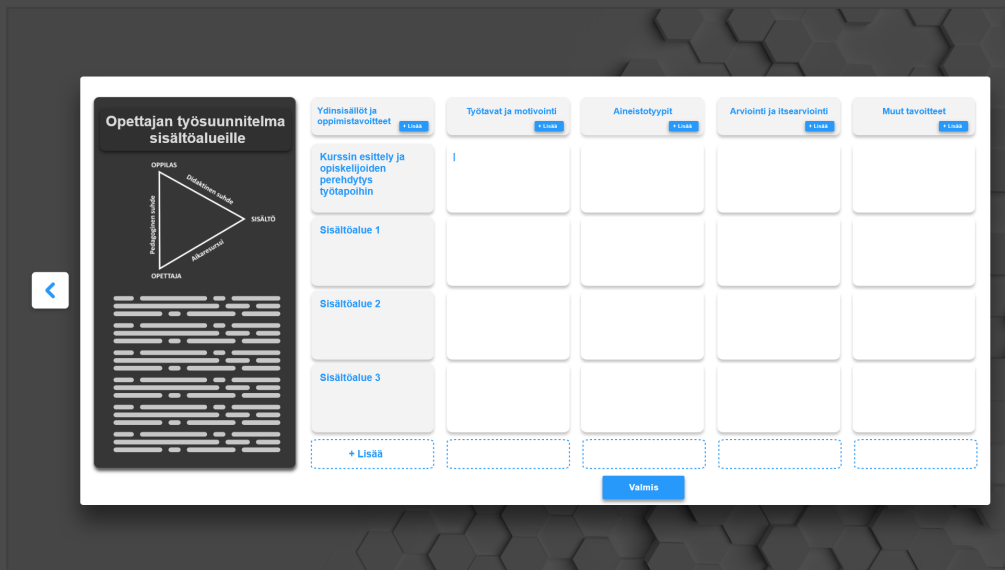 Opettajan työsuunnitelma
sisältöalueille
OPPILAS
Didaktinen suhde
SISÄLTÖ
Pedagoginen suhde
Aikaresurssi
OPETTAJA
Ydinsisällöt ja
oppimistavoitteet
+ Lisää
Työtavat ja motivointi
+ Lisää
Aineistotyypit
+ Lisää
Arviointi ja itsearviointi
+ Lisää
Muut tavoitteet
+ Lisää
Kurssin esittely ja
opiskelijoiden
perehdytys
työtapoihin
Sisältöalue 1
Sisältöalue 2
Sisältöalue 3
+ Lisää
Valmis